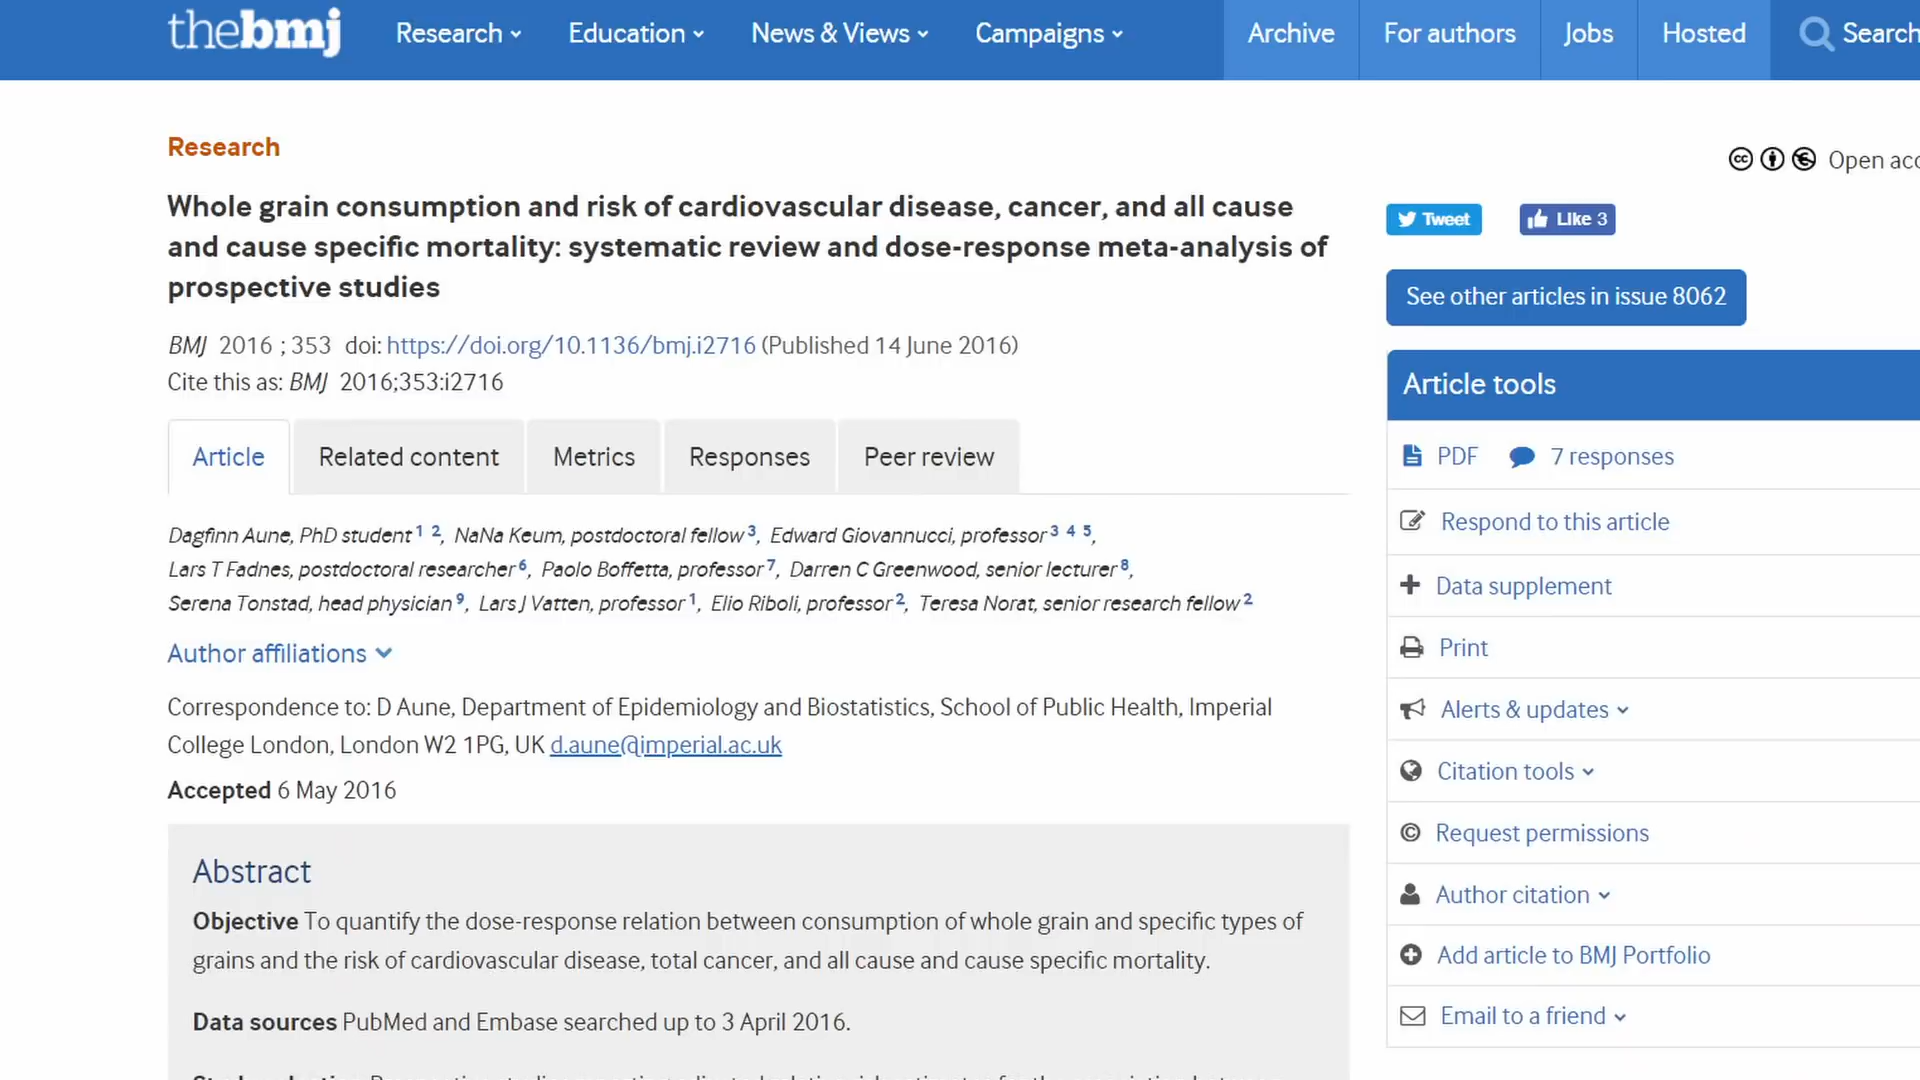 thebmj
Research
Education
News & Views
Campaigns
Archive
For authors
Jobs
Hosted
Search
Research
Open acc
Whole grain consumption and risk of cardiovascular disease, cancer, and all cause
and cause specific mortality: systematic review and dose-response meta-analysis of
prospective studies
BMJ 2016 ; 353 doi: https://doi.org/10.1136/bmj.i2716 (Published 14 June 2016)
Cite this as: BMJ 2016;353:i2716
Article
Related content
Metrics
Responses
Peer review
Dagfinn Aune, PhD student 1 2, NaNa Keum, postdoctoral fellow 3, Edward Giovannucci, professor 3 4 5,
Lars T Fadnes, postdoctoral researcher 6, Paolo Boffetta, professor 7, Darren C Greenwood, senior lecturer 8,
Serena Tonstad, head physician 9, Lars J Vatten, professor 1, Elio Riboli, professor 2, Teresa Norat, senior research fellow 2
Author affiliations
Correspondence to: D Aune, Department of Epidemiology and Biostatistics, School of Public Health, Imperial
College London, London W2 1PG, UK d.aune@imperial.ac.uk
Accepted 6 May 2016
Abstract
Objective To quantify the dose-response relation between consumption of whole grain and specific types of
grains and the risk of cardiovascular disease, total cancer, and all cause and cause specific mortality.
Data sources PubMed and Embase searched up to 3 April 2016.
Tweet
Like 3
See other articles in issue 8062
Article tools
PDF
7 responses
Respond to this article
Data supplement
Print
Alerts & updates
Citation tools
Request permissions
Author citation
Add article to BMJ Portfolio
Email to a friend